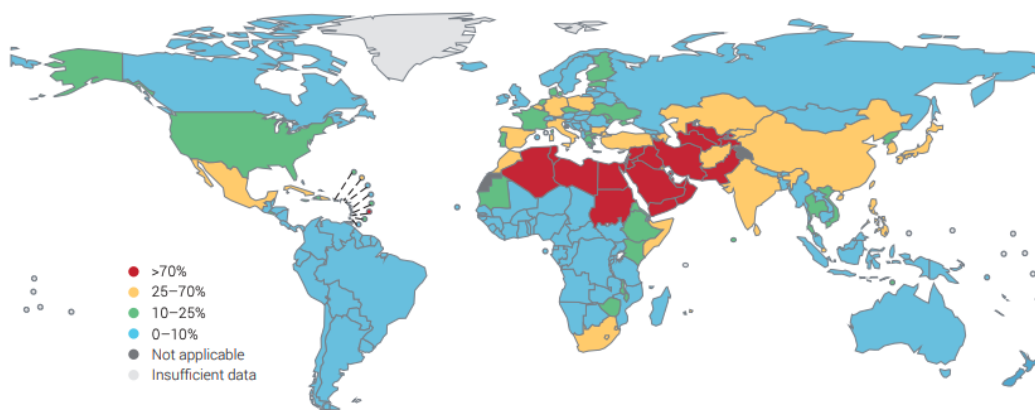 >70%
25–70%
10–25%
0–10%
Not applicable
Insufficient data